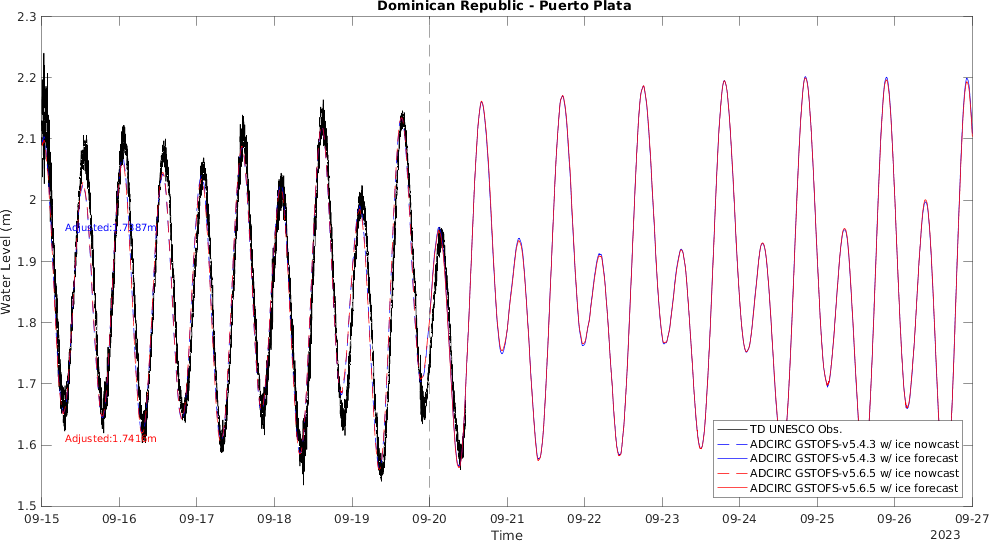 Dominican Republic - Puerto Plata
2.3
2.2
2.1
2
1.9
1.8
1.7
1.6
1.5
Water Level (m)
Adjusted:1.7387m
Adjusted:1.741
TD UNESCO Obs.
ADCIRC GSTOFS-v5.4.3 w/ ice nowcast
ADCIRC GSTOFS-v5.4.3 w/ ice forecast
ADCIRC GSTOFS-v5.6.5 w/ ice nowcast
ADCIRC GSTOFS-v5.6.5 w/ ice forecast
09-15 09-16 09-17 09-18 09-19 09-20 09-21 09-22 09-23 09-24 09-25 09-26 09-27
Time
2023